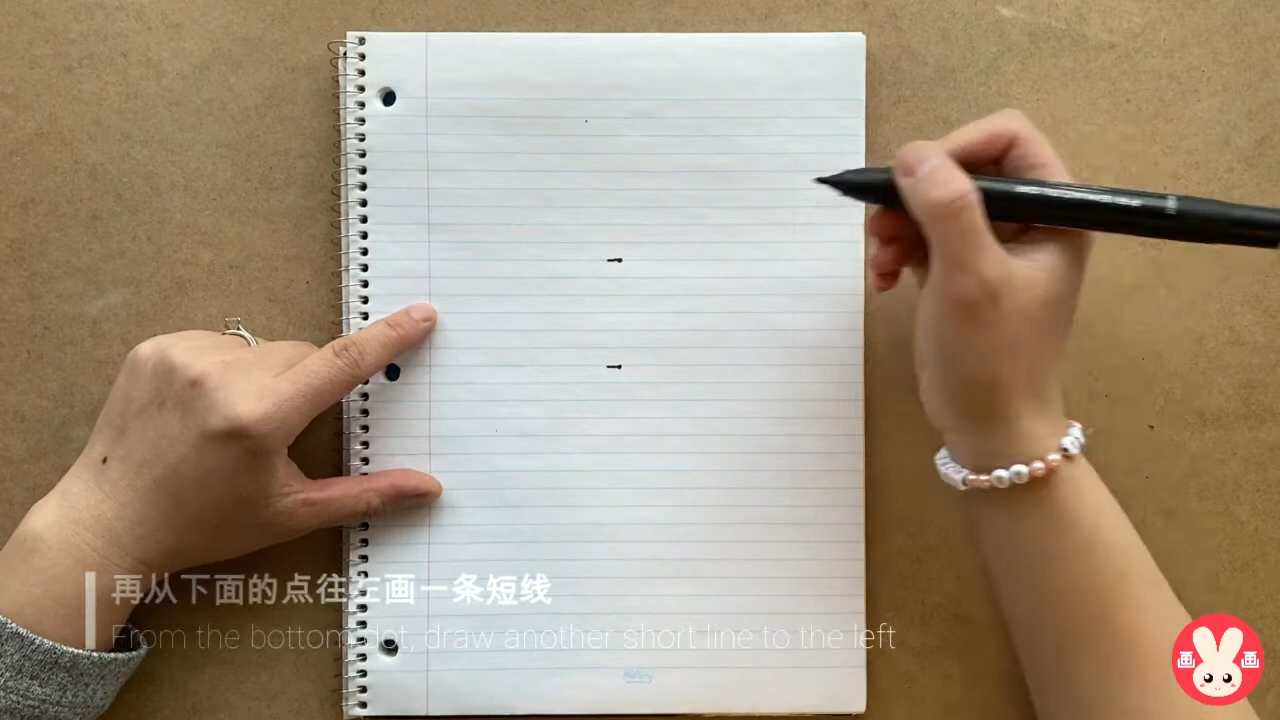 再从下面的点往左画一条短线
From the bottom dot, draw another short line to the left
画 画